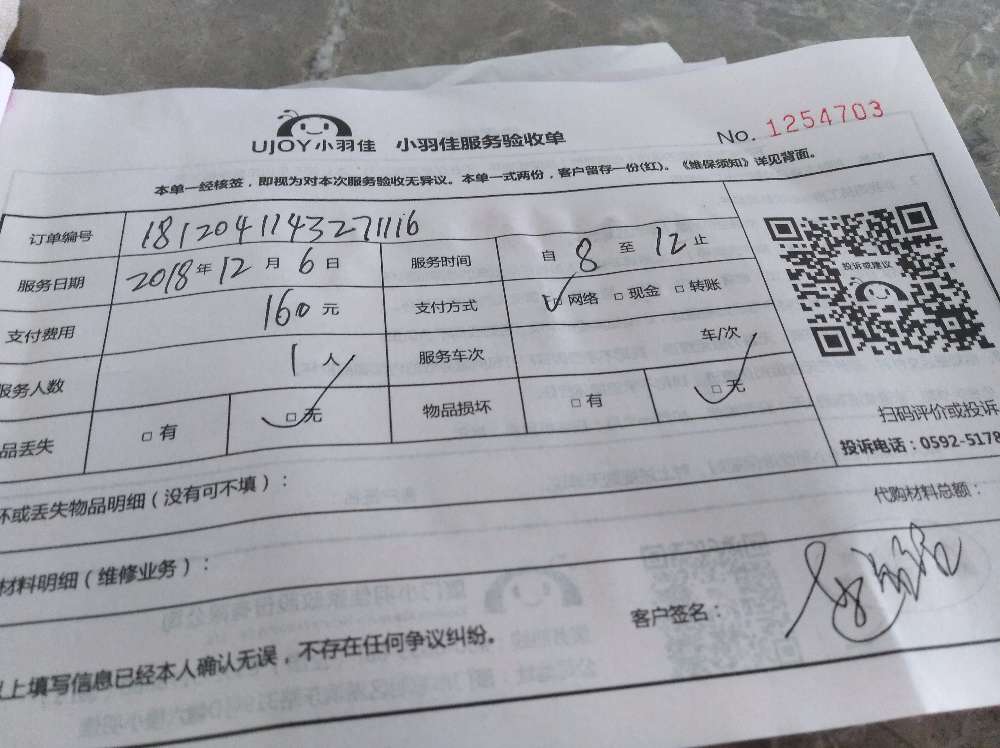 UJOY小羽佳 小羽佳服务验收单 No. 1254703
本单一经核签，即视为对本次服务验收无异议。本单一式两份，客户留存一份(红)。《维保须知》详见背面。
订单编号 18120411432711116
服务日期 2018年12月6日 服务时间 自8至12止
支付费用 160元 支付方式 □网络 □现金 □转账
服务人数 1人 服务车次 车/次
品丢失 □有 □无 物品损坏 □有 □无
投诉或建议
扫码评价或投诉
投诉电话：0592-5178
坏或丢失物品明细（没有可不填）：
代购材料总额：
材料明细（维修业务）：
客户签名：
以上填写信息已经本人确认无误，不存在任何争议纠纷。